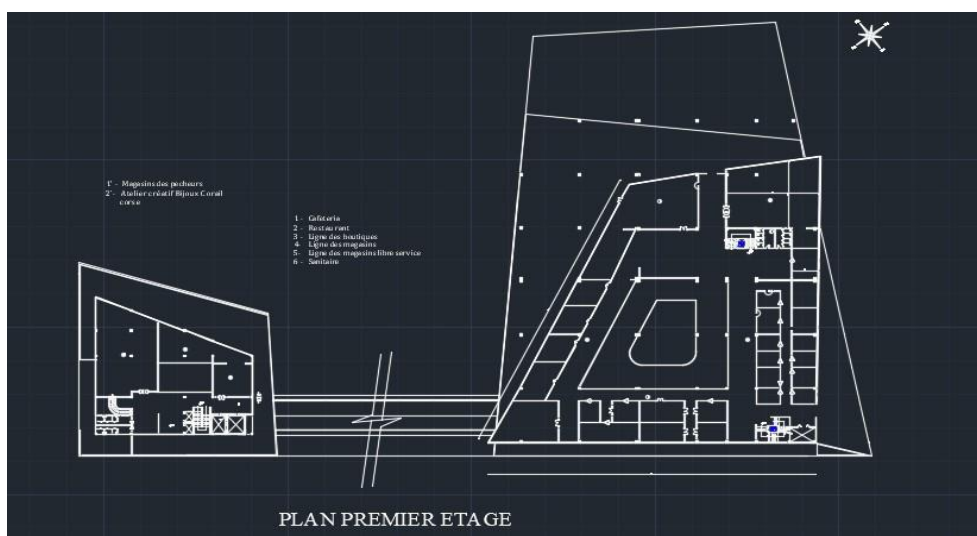 1' - Magasins des pecheurs
2' - Atelier créatif Bijoux Corail
corse
1 - Cafeteria
2 - Restaurant
3 - Ligne des boutiques
4 Ligne des magasins
5 - Ligne des magasins libre service
6 - Sanitaire
PLAN PREMIER ETAGE